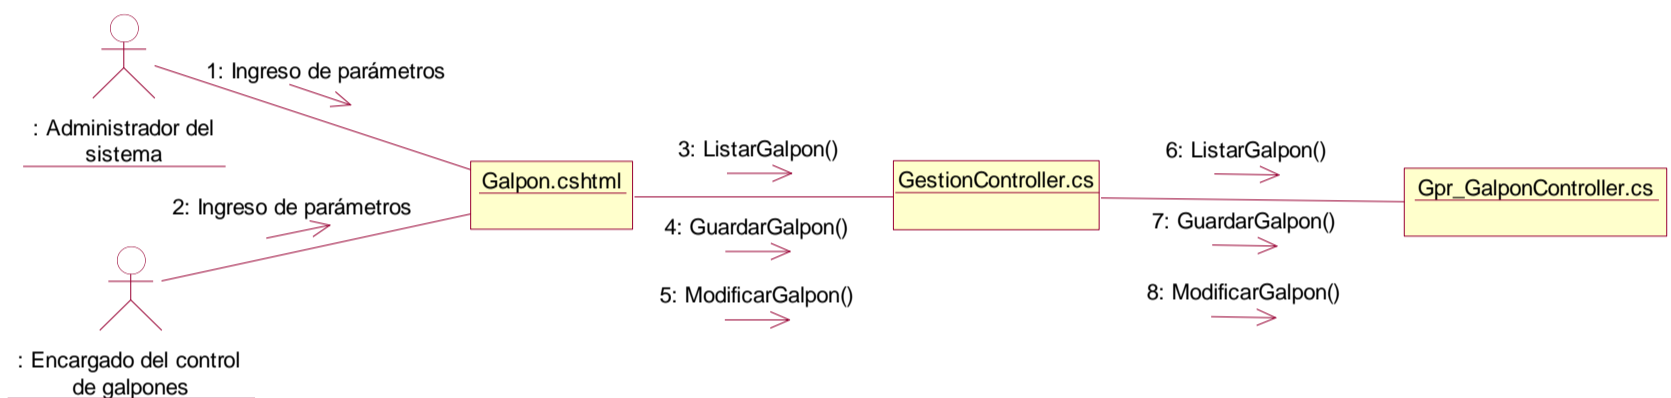 1: Ingreso de parámetros
: Administrador del
sistema
2: Ingreso de parámetros
: Encargado del control
de galpones
Galpon.cshtml
3: ListarGalpon()
4: GuardarGalpon()
5: ModificarGalpon()
GestionController.cs
6: ListarGalpon()
7: GuardarGalpon()
8: ModificarGalpon()
Gpr_GalponController.cs